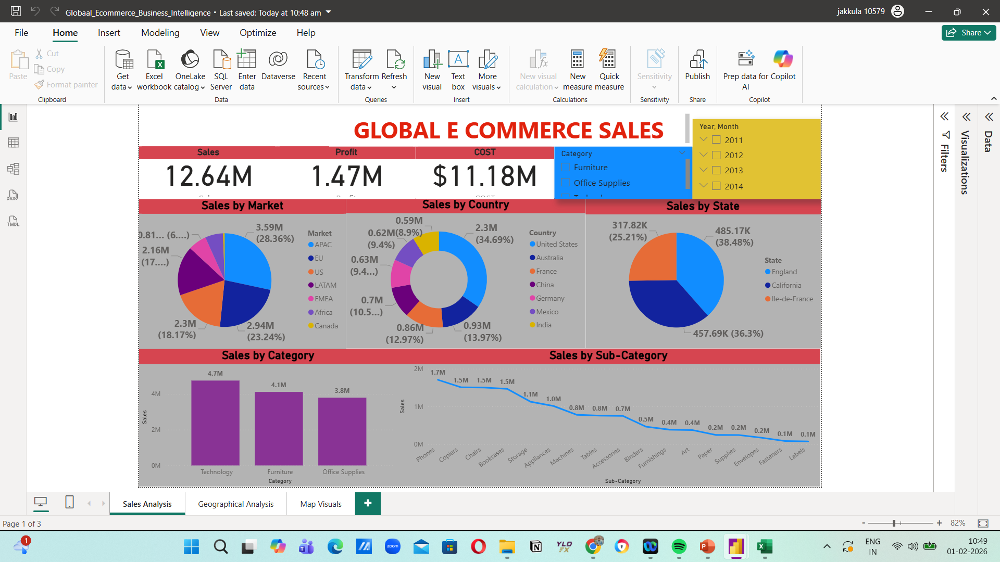 Globaal_Ecommerce_Business_Intelligence • Last saved: Today at 10:48 am
jakkula 10579
File
Home
Insert
Modeling
View
Optimize
Help
Share
Paste
Cut
Copy
Format painter
Clipboard
Get data
Excel workbook
OneLake catalog
SQL Server
Enter data
Dataverse
Recent sources
Data
Transform data
Refresh
Queries
New visual
Text box
More visuals
Insert
New visual calculation
New measure
Quick measure
Calculations
Sensitivity
Sensitivity
Publish
Share
Prep data for AI
Copilot
Copilot
DAX
TMDL
GLOBAL E COMMERCE SALES
Sales
12.64M
Profit
1.47M
COST
$11.18M
Category
Furniture
Office Supplies
Year, Month
2011
2012
2013
2014
Filters
Visualizations
Data
Sales by Market
3.59M
(28.36%)
0.81... (6....)
2.16M
(17....)
2.3M
(18.17%)
2.94M
(23.24%)
Market
APAC
EU
US
LATAM
EMEA
Africa
Canada
Sales by Country
0.59M
(8.9%)
0.62M
(9.4%)
0.63M
(9.4...)
0.7M
(10.5...)
0.86M
(12.97%)
0.93M
(13.97%)
2.3M
(34.69%)
Country
United States
Australia
France
China
Germany
Mexico
India
Sales by State
317.82K
(25.21%)
485.17K
(38.48%)
457.69K (36.3%)
State
England
California
Ile-de-France
Sales by Category
Sales
4M
2M
0M
4.7M
4.1M
3.8M
Technology
Furniture
Office Supplies
Category
Sales by Sub-Category
Sales
2M
1M
0M
1.7M
1.5M
1.5M
1.5M
1.1M
1.0M
0.8M
0.8M
0.7M
0.5M
0.4M
0.4M
0.2M
0.2M
0.2M
0.1M
0.1M
Phones
Copiers
Chairs
Bookcases
Storage
Appliances
Machines
Tables
Accessories
Binders
Furnishings
Art
Paper
Supplies
Envelopes
Fasteners
Labels
Sub-Category
Sales Analysis
Geographical Analysis
Map Visuals
Page 1 of 3
82%
1
zoom
YLD
FX
ENG
IN
10:49
01-02-2026